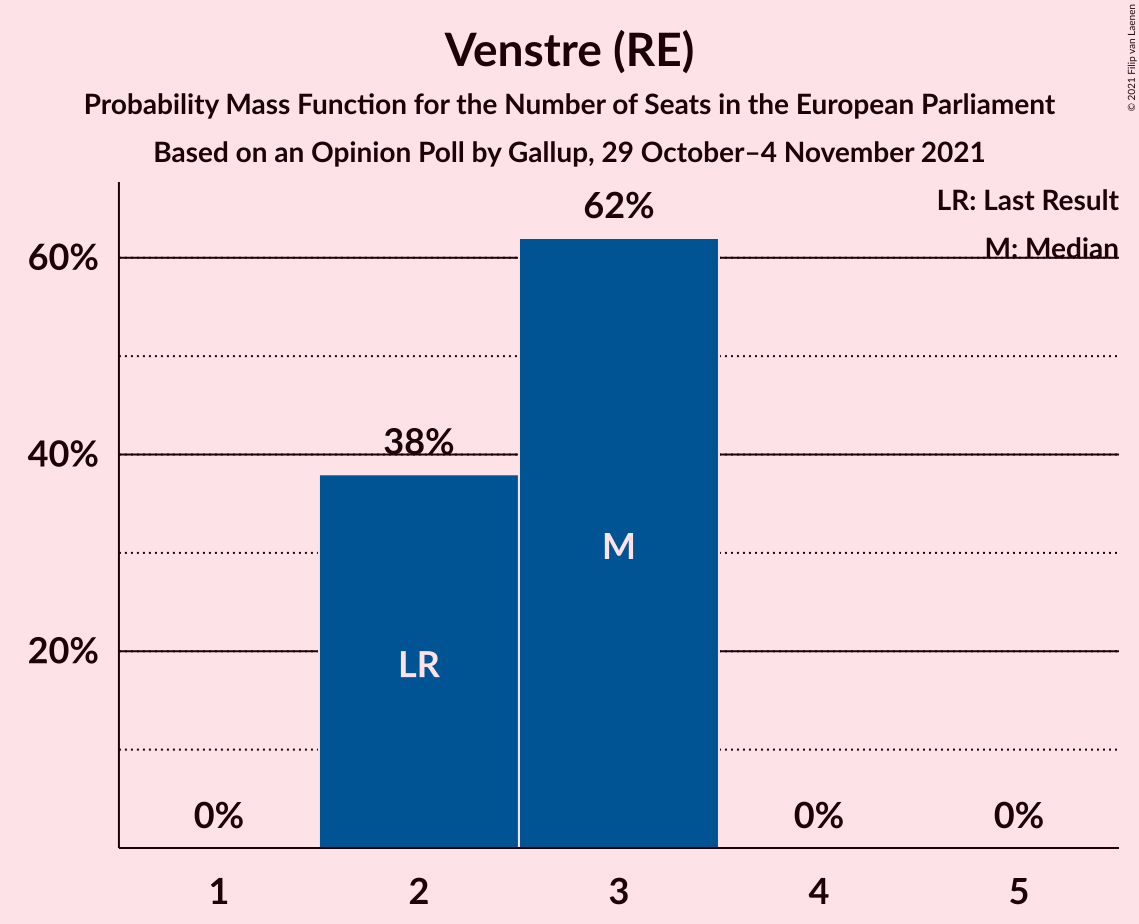 Venstre (RE)
Probability Mass Function for the Number of Seats in the European Parliament
Based on an Opinion Poll by Gallup, 29 October–4 November 2021
© 2021 Filip van Laenen
LR: Last Result
M: Median
62%
60%
38%
40%
M
20%
LR
0%
0%
0%
1
2
3
4
5